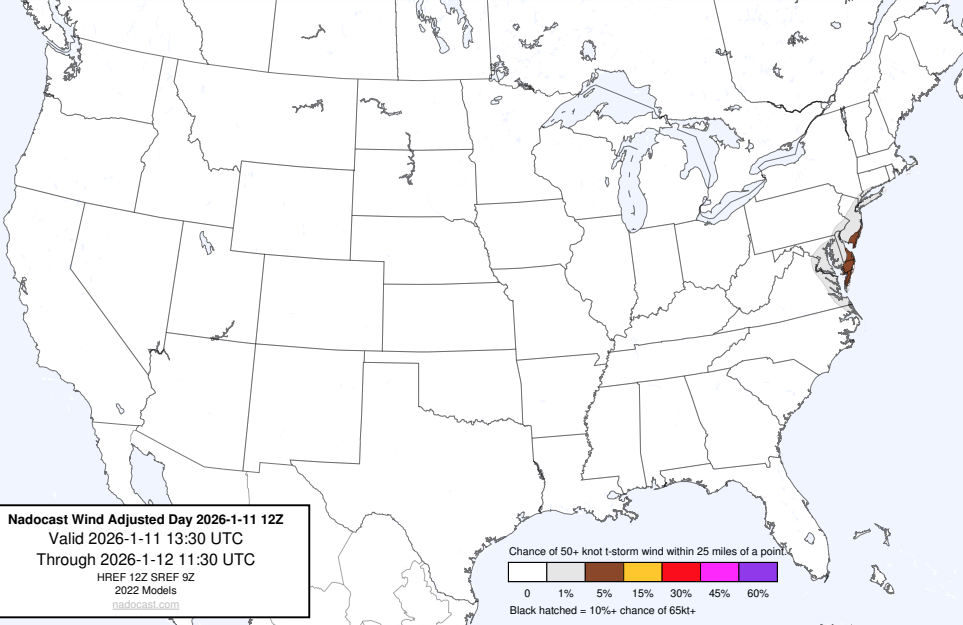 Nadocast Wind Adjusted Day 2026-1-11 12Z
Valid 2026-1-11 13:30 UTC
Through 2026-1-12 11:30 UTC
HREF 12Z SREF 9Z
2022 Models
nadocast.com
Chance of 50+ knot t-storm wind within 25 miles of a point.
0 1% 5% 15% 30% 45% 60%
Black hatched = 10%+ chance of 65kt+